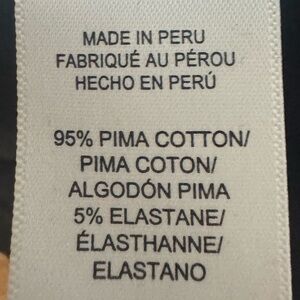 MADE IN PERU
FABRIQUÉ AU PÉROU
HECHO EN PERÚ
95% PIMA COTTON/
PIMA COTON/
ALGODÓN PIMA
5% ELASTANE/
ÉLASTHANNE/
ELASTANO